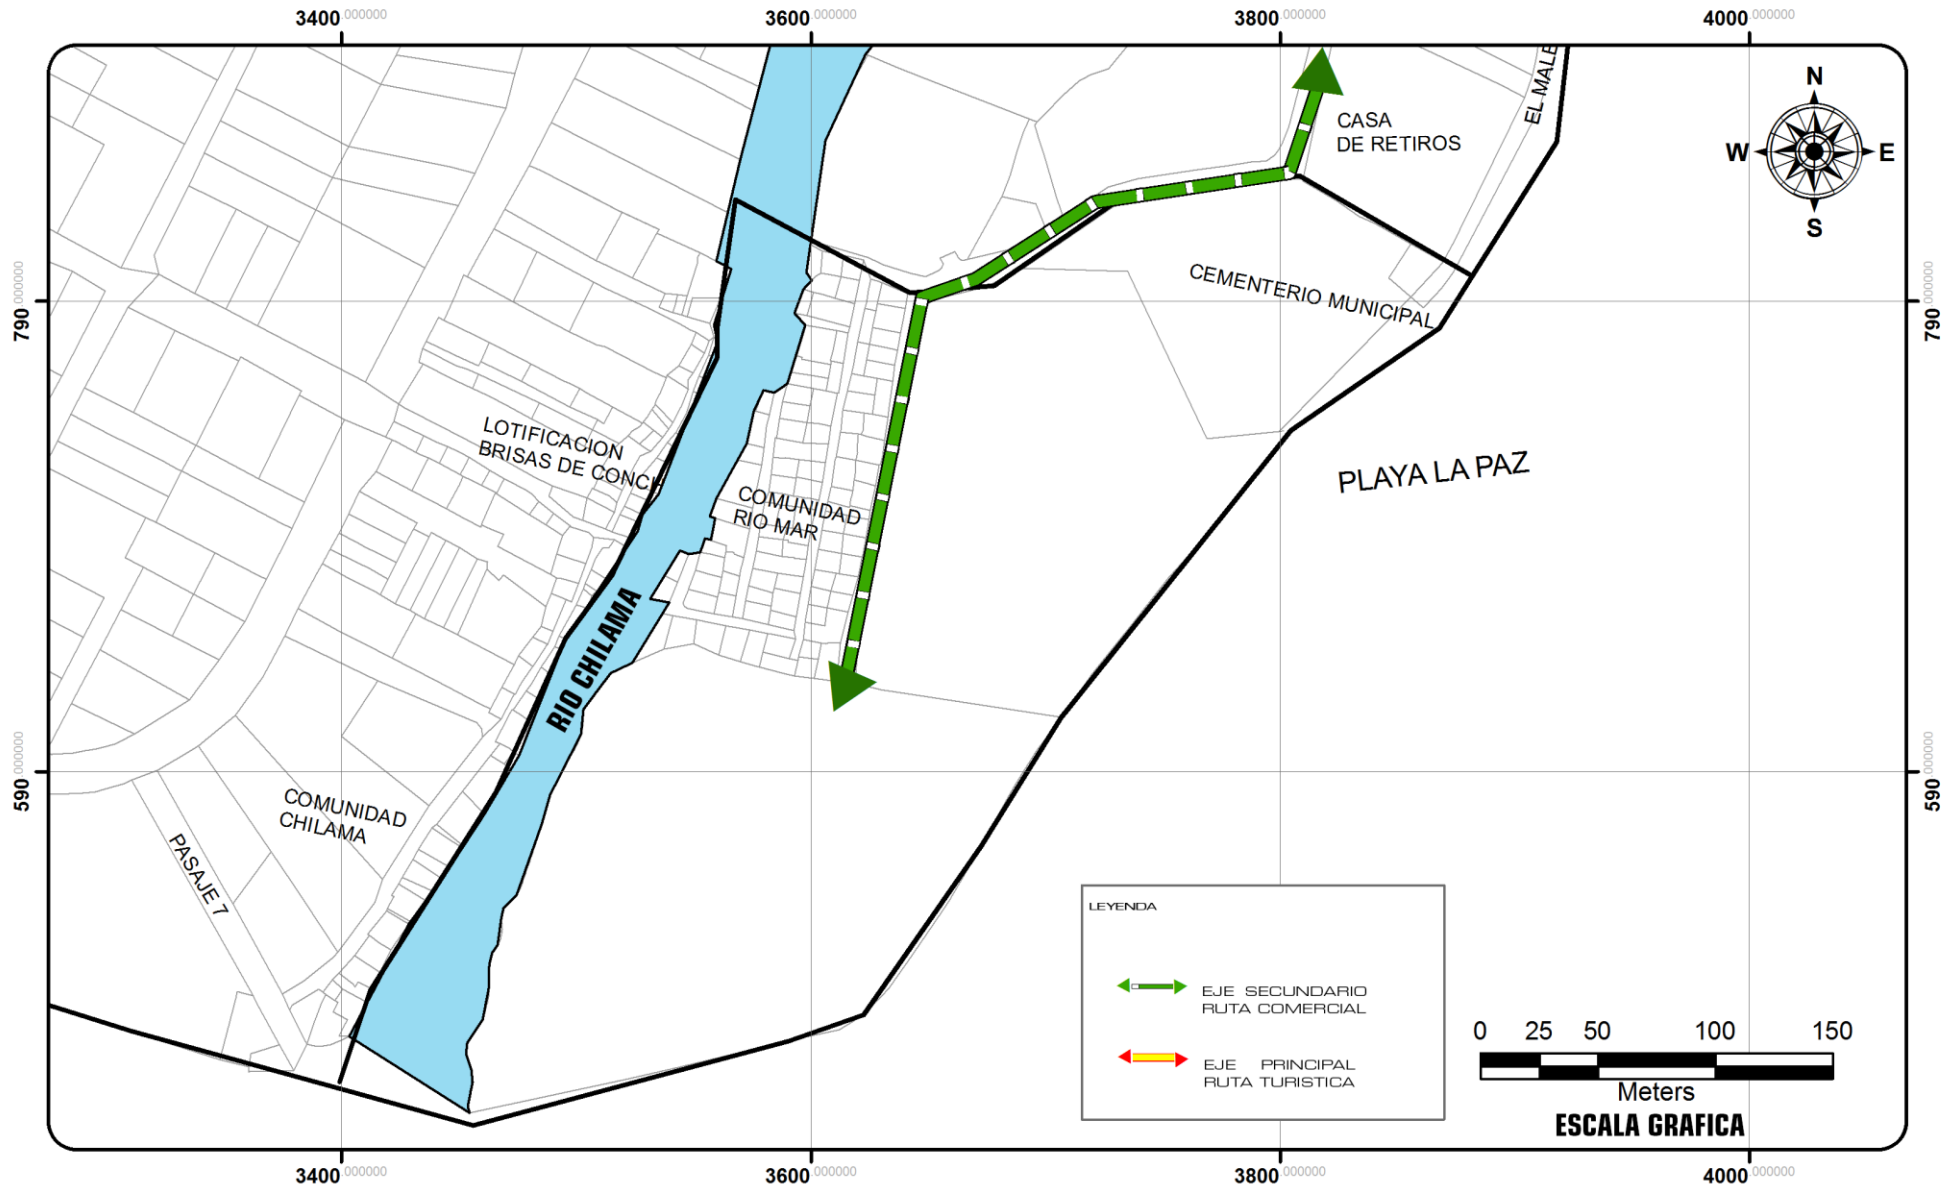 3400.000000
3600.000000
3800.000000
4000.000000
EL MALE
N
W
E
S
CASA
DE RETIROS
CEMENTERIO MUNICIPAL
790.000000
790.000000
LOTIFICACION
BRISAS DE CONCH
PLAYA LA PAZ
COMUNIDAD
RIO MAR
RIO CHILAMA
590.000000
590.000000
COMUNIDAD
CHILAMA
PASAJE 7
LEYENDA
EJE SECUNDARIO
RUTA COMERCIAL
EJE PRINCIPAL
RUTA TURISTICA
0 25 50 100 150
Meters
ESCALA GRAFICA
3400.000000
3600.000000
3800.000000
4000.000000